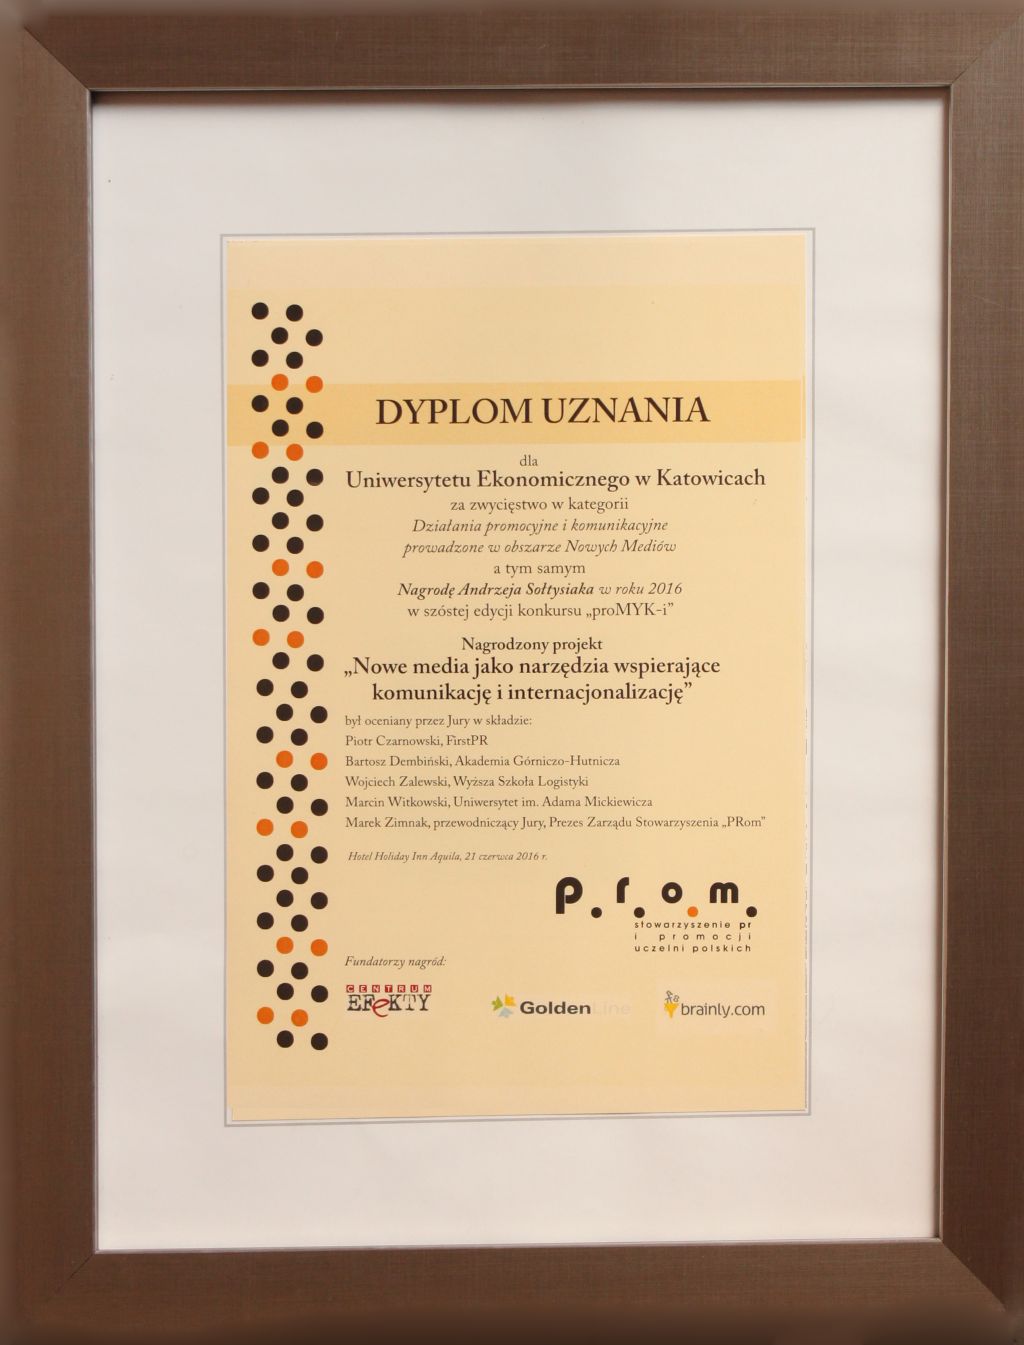 DYPLOM UZNANIA
dla
Uniwersytetu Ekonomicznego w Katowicach
za zwycięstwo w kategorii
Działania promocyjne i komunikacyjne
prowadzone w obszarze Nowych Mediów
a tym samym
Nagrodę Andrzeja Sołtysiaka w roku 2016
w szóstej edycji konkursu „proMYK-i”
Nagrodzony projekt
„Nowe media jako narzędzia wspierające
komunikację i internacjonalizację”
był oceniany przez Jury w składzie:
Piotr Czarnowski, FirstPR
Bartosz Dembiński, Akademia Górniczo-Hutnicza
Wojciech Zalewski, Wyższa Szkoła Logistyki
Marcin Witkowski, Uniwersytet im. Adama Mickiewicza
Marek Zimnak, przewodniczący Jury, Prezes Zarządu Stowarzyszenia „PRom”
Hotel Holiday Inn Aquila, 21 czerwca 2016 r.
p.r.o.m.
stowarzyszenie pr
i promocji
uczelni polskich
Fundatorzy nagród:
CENTRUM
EFeKTY
GoldenLine
brainly.com